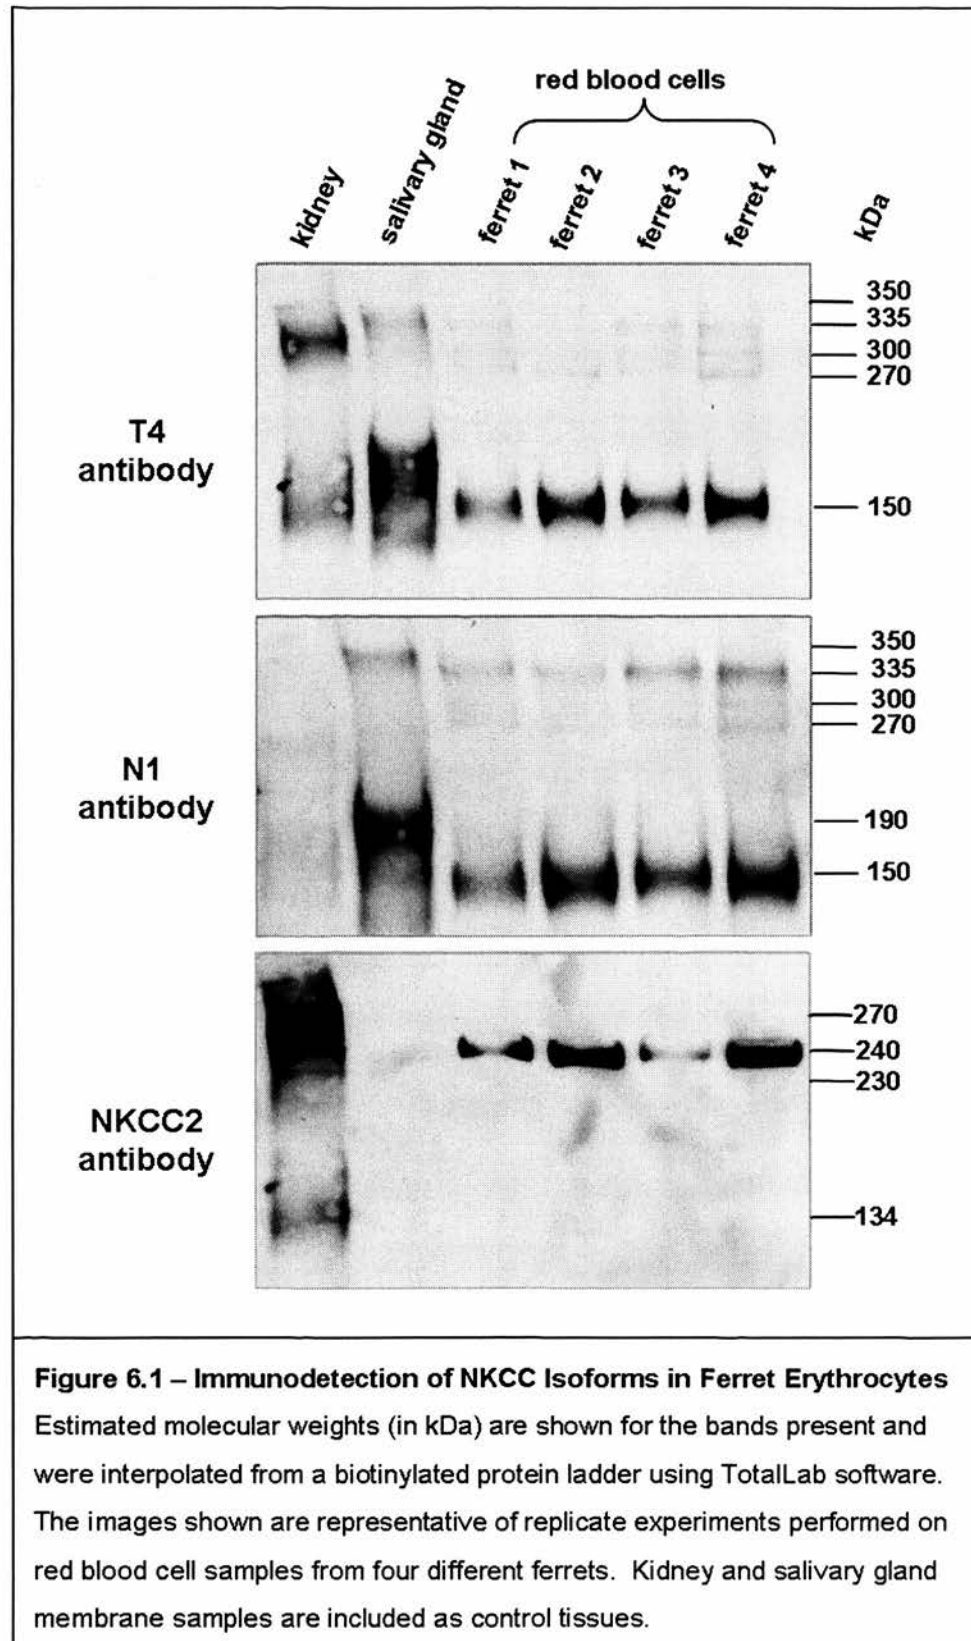 red blood cells
kidney
salivary gland
ferret 1
ferret 2
ferret 3
ferret 4
kDa
T4
antibody
350
335
300
270
150
N1
antibody
350
335
300
270
190
150
NKCC2
antibody
270
240
230
134
Figure 6.1 – Immunodetection of NKCC Isoforms in Ferret Erythrocytes
Estimated molecular weights (in kDa) are shown for the bands present and
were interpolated from a biotinylated protein ladder using TotalLab software.
The images shown are representative of replicate experiments performed on
red blood cell samples from four different ferrets. Kidney and salivary gland
membrane samples are included as control tissues.